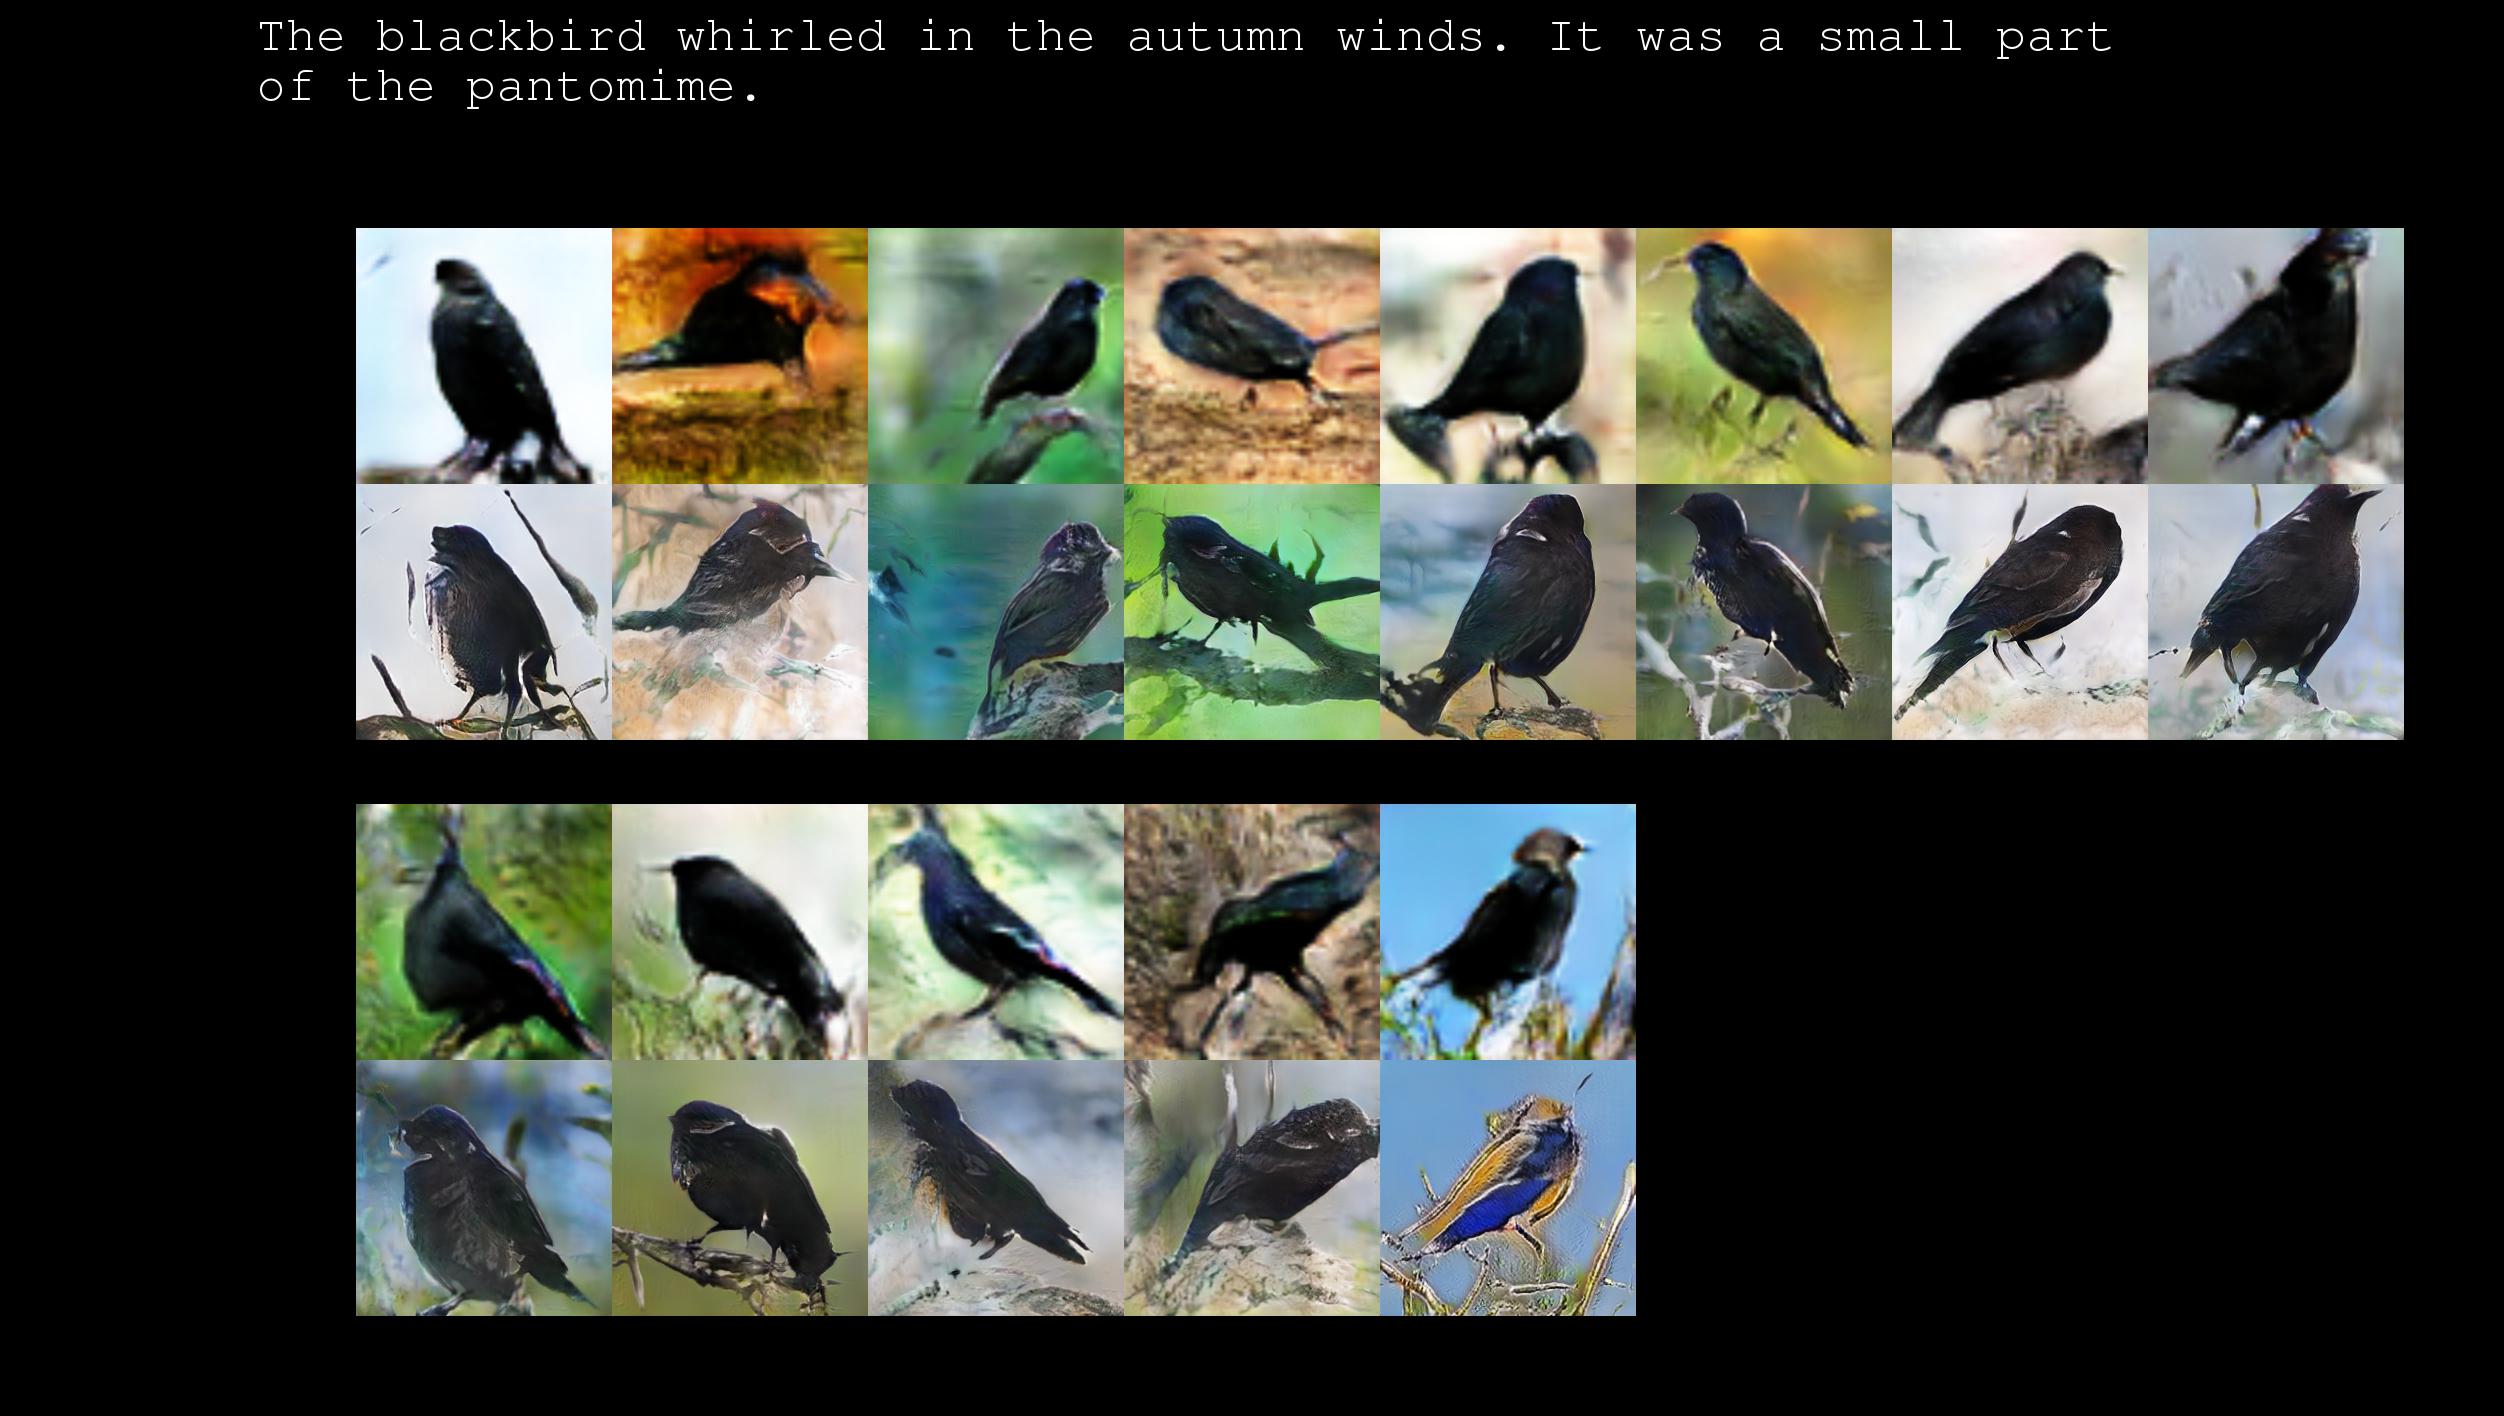 The blackbird whirled in the autumn winds. It was a small part
of the pantomime.